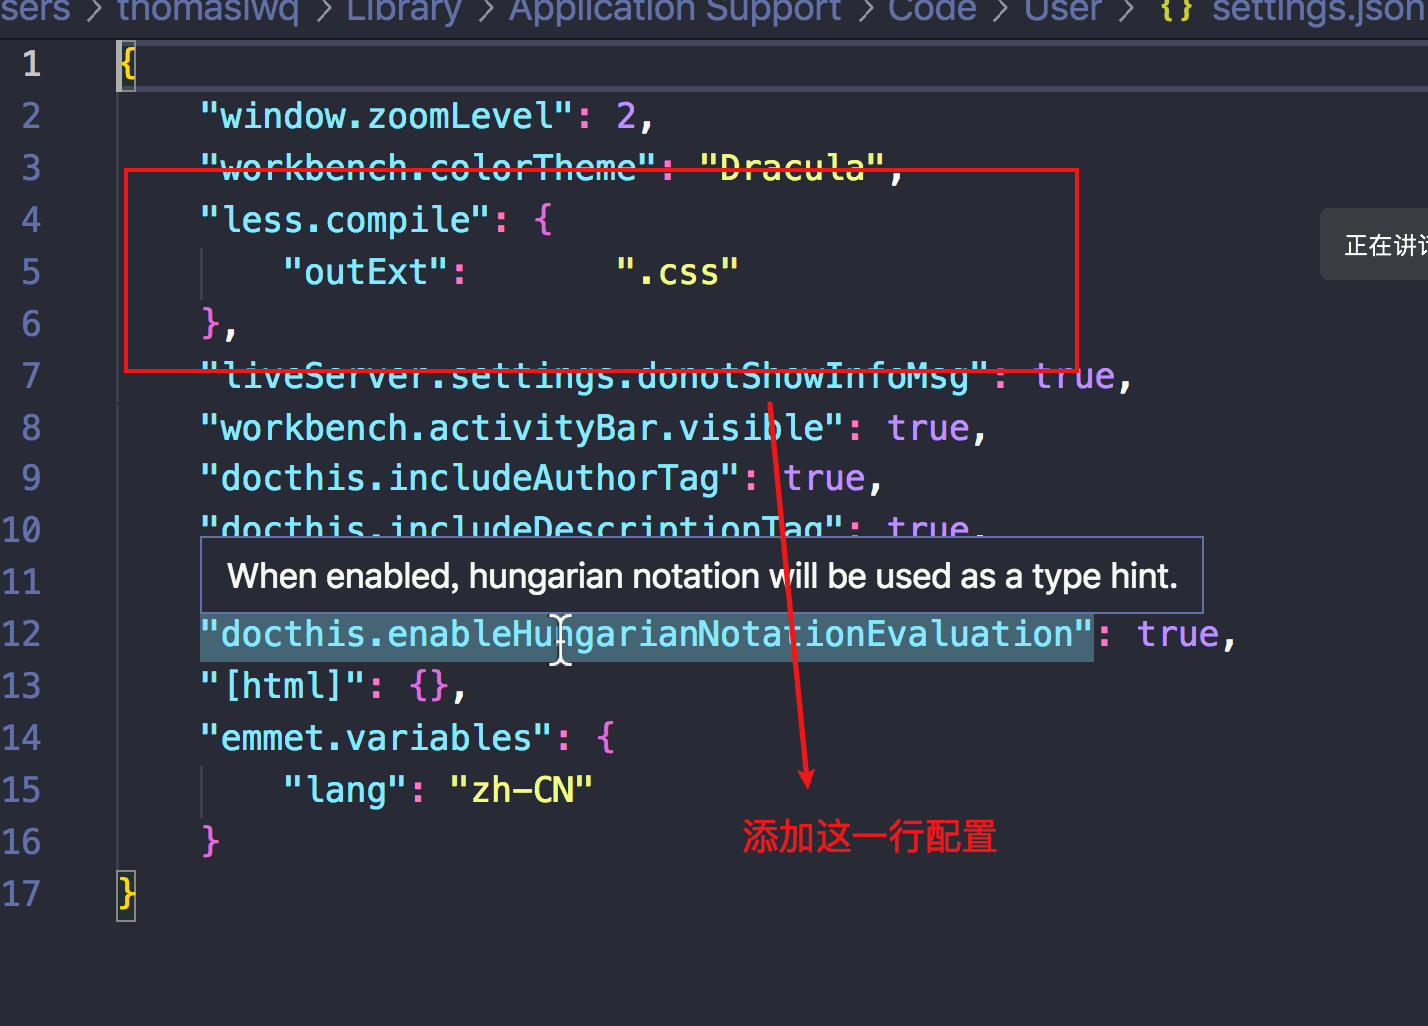 sers > thomaslwq > Library > Application Support > Code > User > {} settings.json
1 {
2 "window.zoomLevel": 2,
3 "workbench.colorTheme": "Dracula",
4 "less.compile": {
正在讲
5 "outExt": ".css"
6 },
7 "liveServer.settings.donotShowInfoMsg": true,
8 "workbench.activityBar.visible": true,
9 "docthis.includeAuthorTag": true,
10 "docthis.includeDescriptionTag": true,
11
When enabled, hungarian notation will be used as a type hint.
12 "docthis.enableHungarianNotationEvaluation": true,
13 "[html]": {},
14 "emmet.variables": {
15 "lang": "zh-CN"
16 }
添加这一行配置
17 }